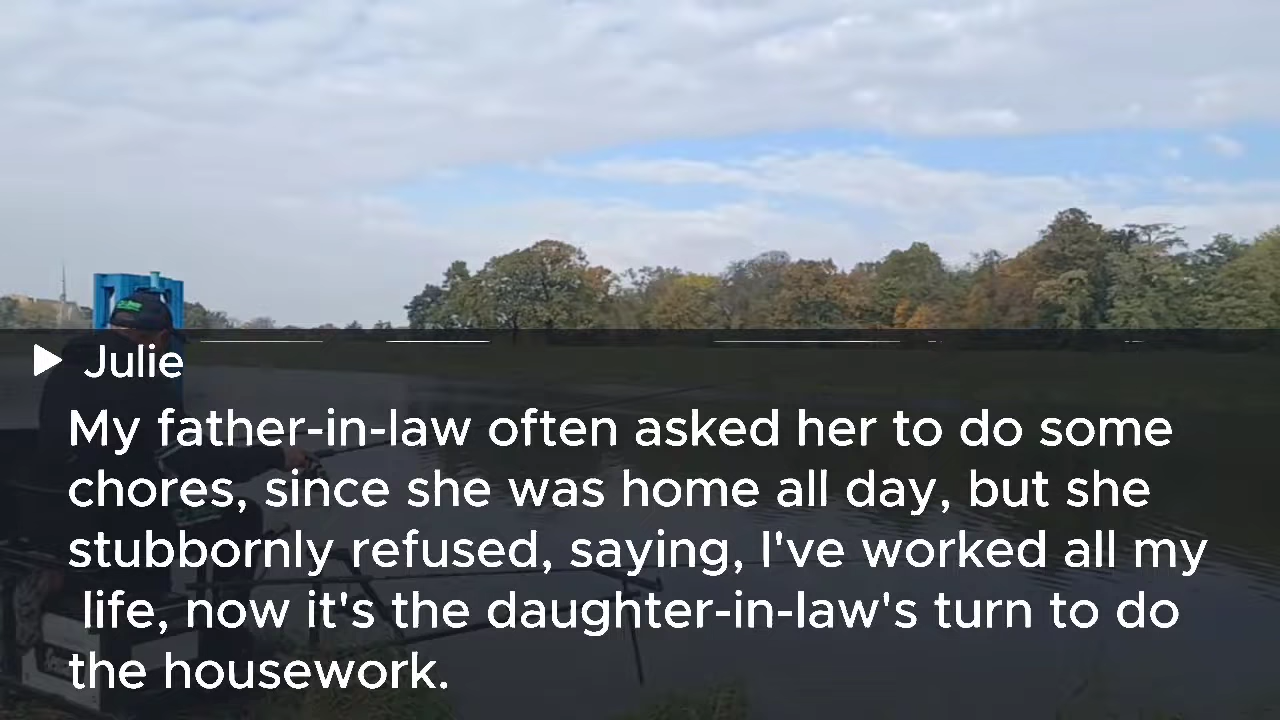 Julie
My father-in-law often asked her to do some
chores, since she was home all day, but she
stubbornly refused, saying, I've worked all my
life, now it's the daughter-in-law's turn to do
the housework.